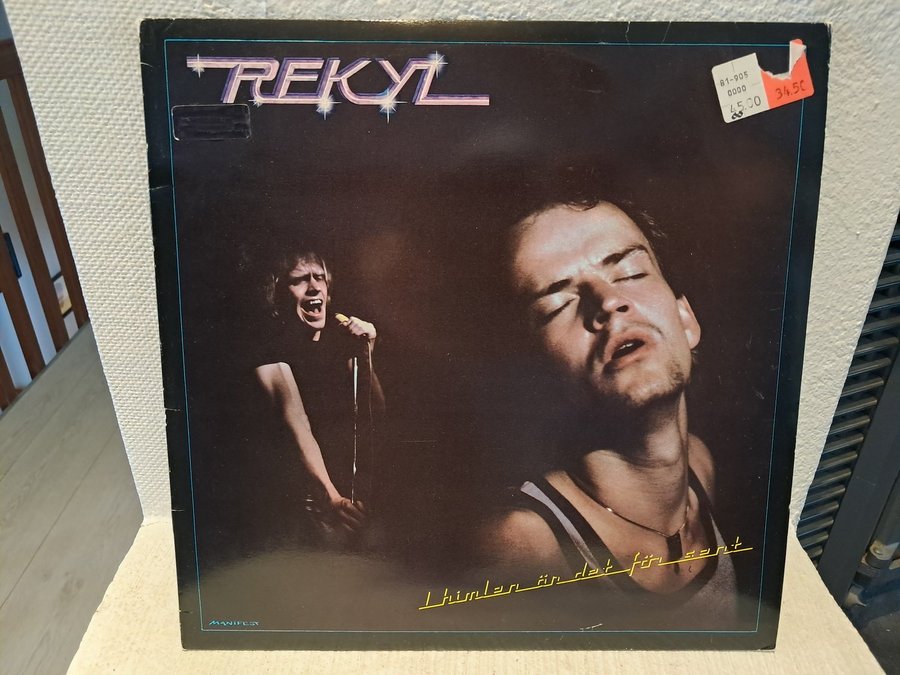 REKYL
81-905
0000
45.00
34.50
I himlen är det för sent
MANIFEST